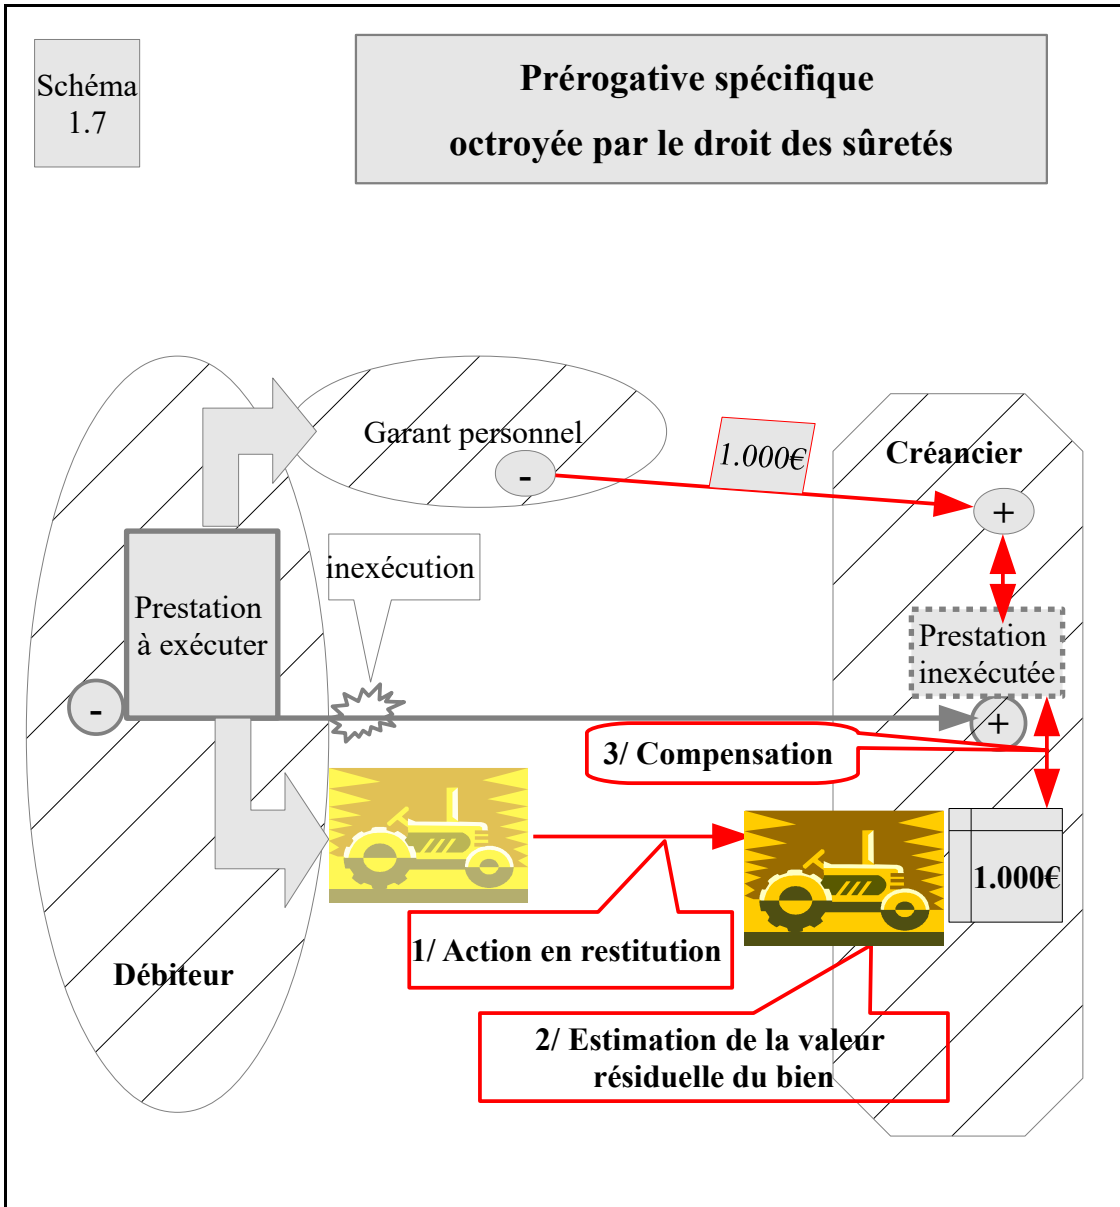 Schéma
1.7
Prérogative spécifique
octroyée par le droit des sûretés
Garant personnel
-
1.000€
Créancier
+
inexécution
Prestation
à exécuter
-
Prestation
inexécutée
+
3/ Compensation
1.000€
1/ Action en restitution
Débiteur
2/ Estimation de la valeur
résiduelle du bien